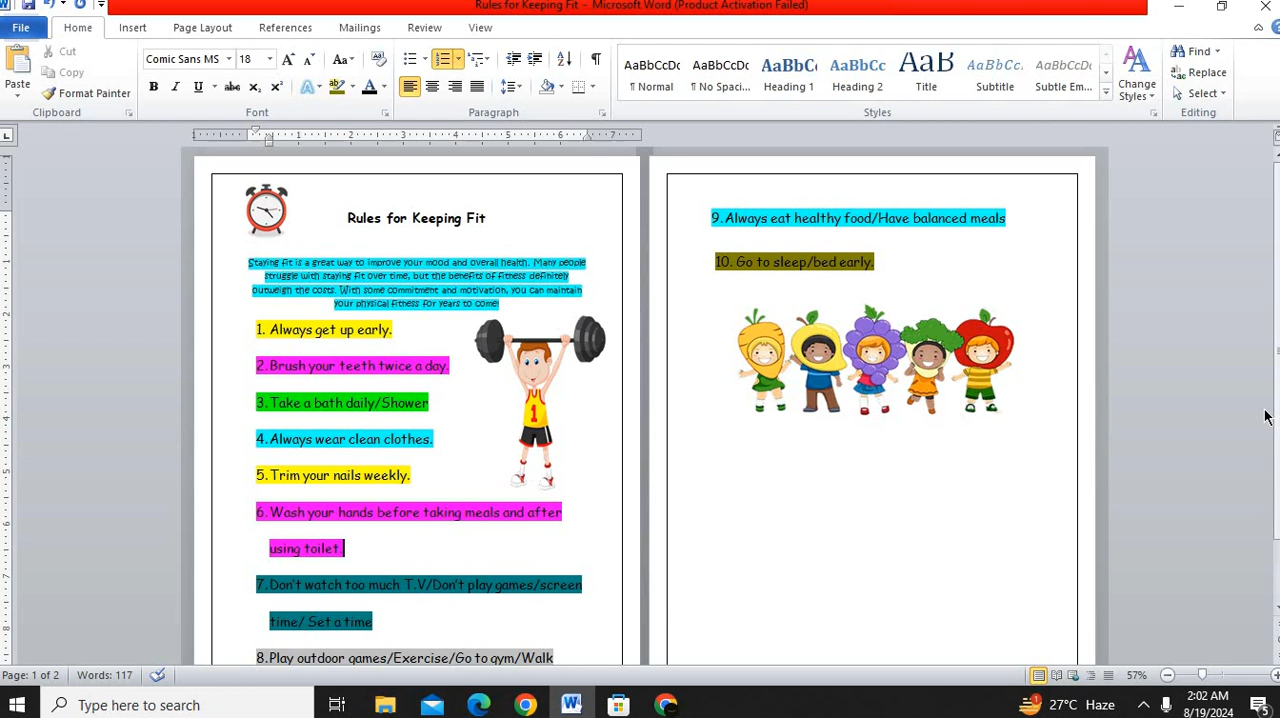 Rules for Keeping Fit - Microsoft Word (Product Activation Failed)
File Home Insert Page Layout References Mailings Review View
Cut
Copy
Format Painter
Paste
Clipboard
Comic Sans MS 18
Font
Paragraph
AaBbCcDc AaBbCcDc AaBbC AaBbCc AaB AaBbCc. AaBbCcDc
¶ Normal ¶ No Spaci... Heading 1 Heading 2 Title Subtitle Subtle Em...
Change
Styles
Styles
Find
Replace
Select
Editing
1 2 3 4 5 6 7
Rules for Keeping Fit
Staying fit is a great way to improve your mood and overall health. Many people
struggle with staying fit over time, but the benefits of fitness definitely
outweigh the costs. With some commitment and motivation, you can maintain
your physical fitness for years to come!
1. Always get up early.
2. Brush your teeth twice a day.
3. Take a bath daily/Shower
4. Always wear clean clothes.
5. Trim your nails weekly.
6. Wash your hands before taking meals and after
using toilet.
7. Don't watch too much T.V/Don't play games/screen
time/ Set a time
8. Play outdoor games/Exercise/Go to gym/Walk
1
9. Always eat healthy food/Have balanced meals
10. Go to sleep/bed early.
Page: 1 of 2 Words: 117 57%
Type here to search
27°C Haze
2:02 AM
8/19/2024
5